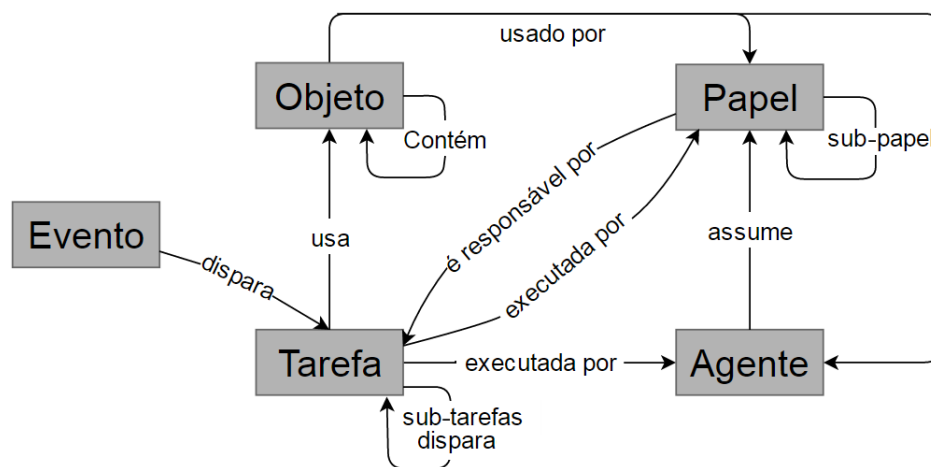 usado por
Objeto
Papel
Contém
sub-papel
é responsável por
Evento
usa
executada por
assume
dispara
Tarefa
executada por
Agente
sub-tarefas
dispara